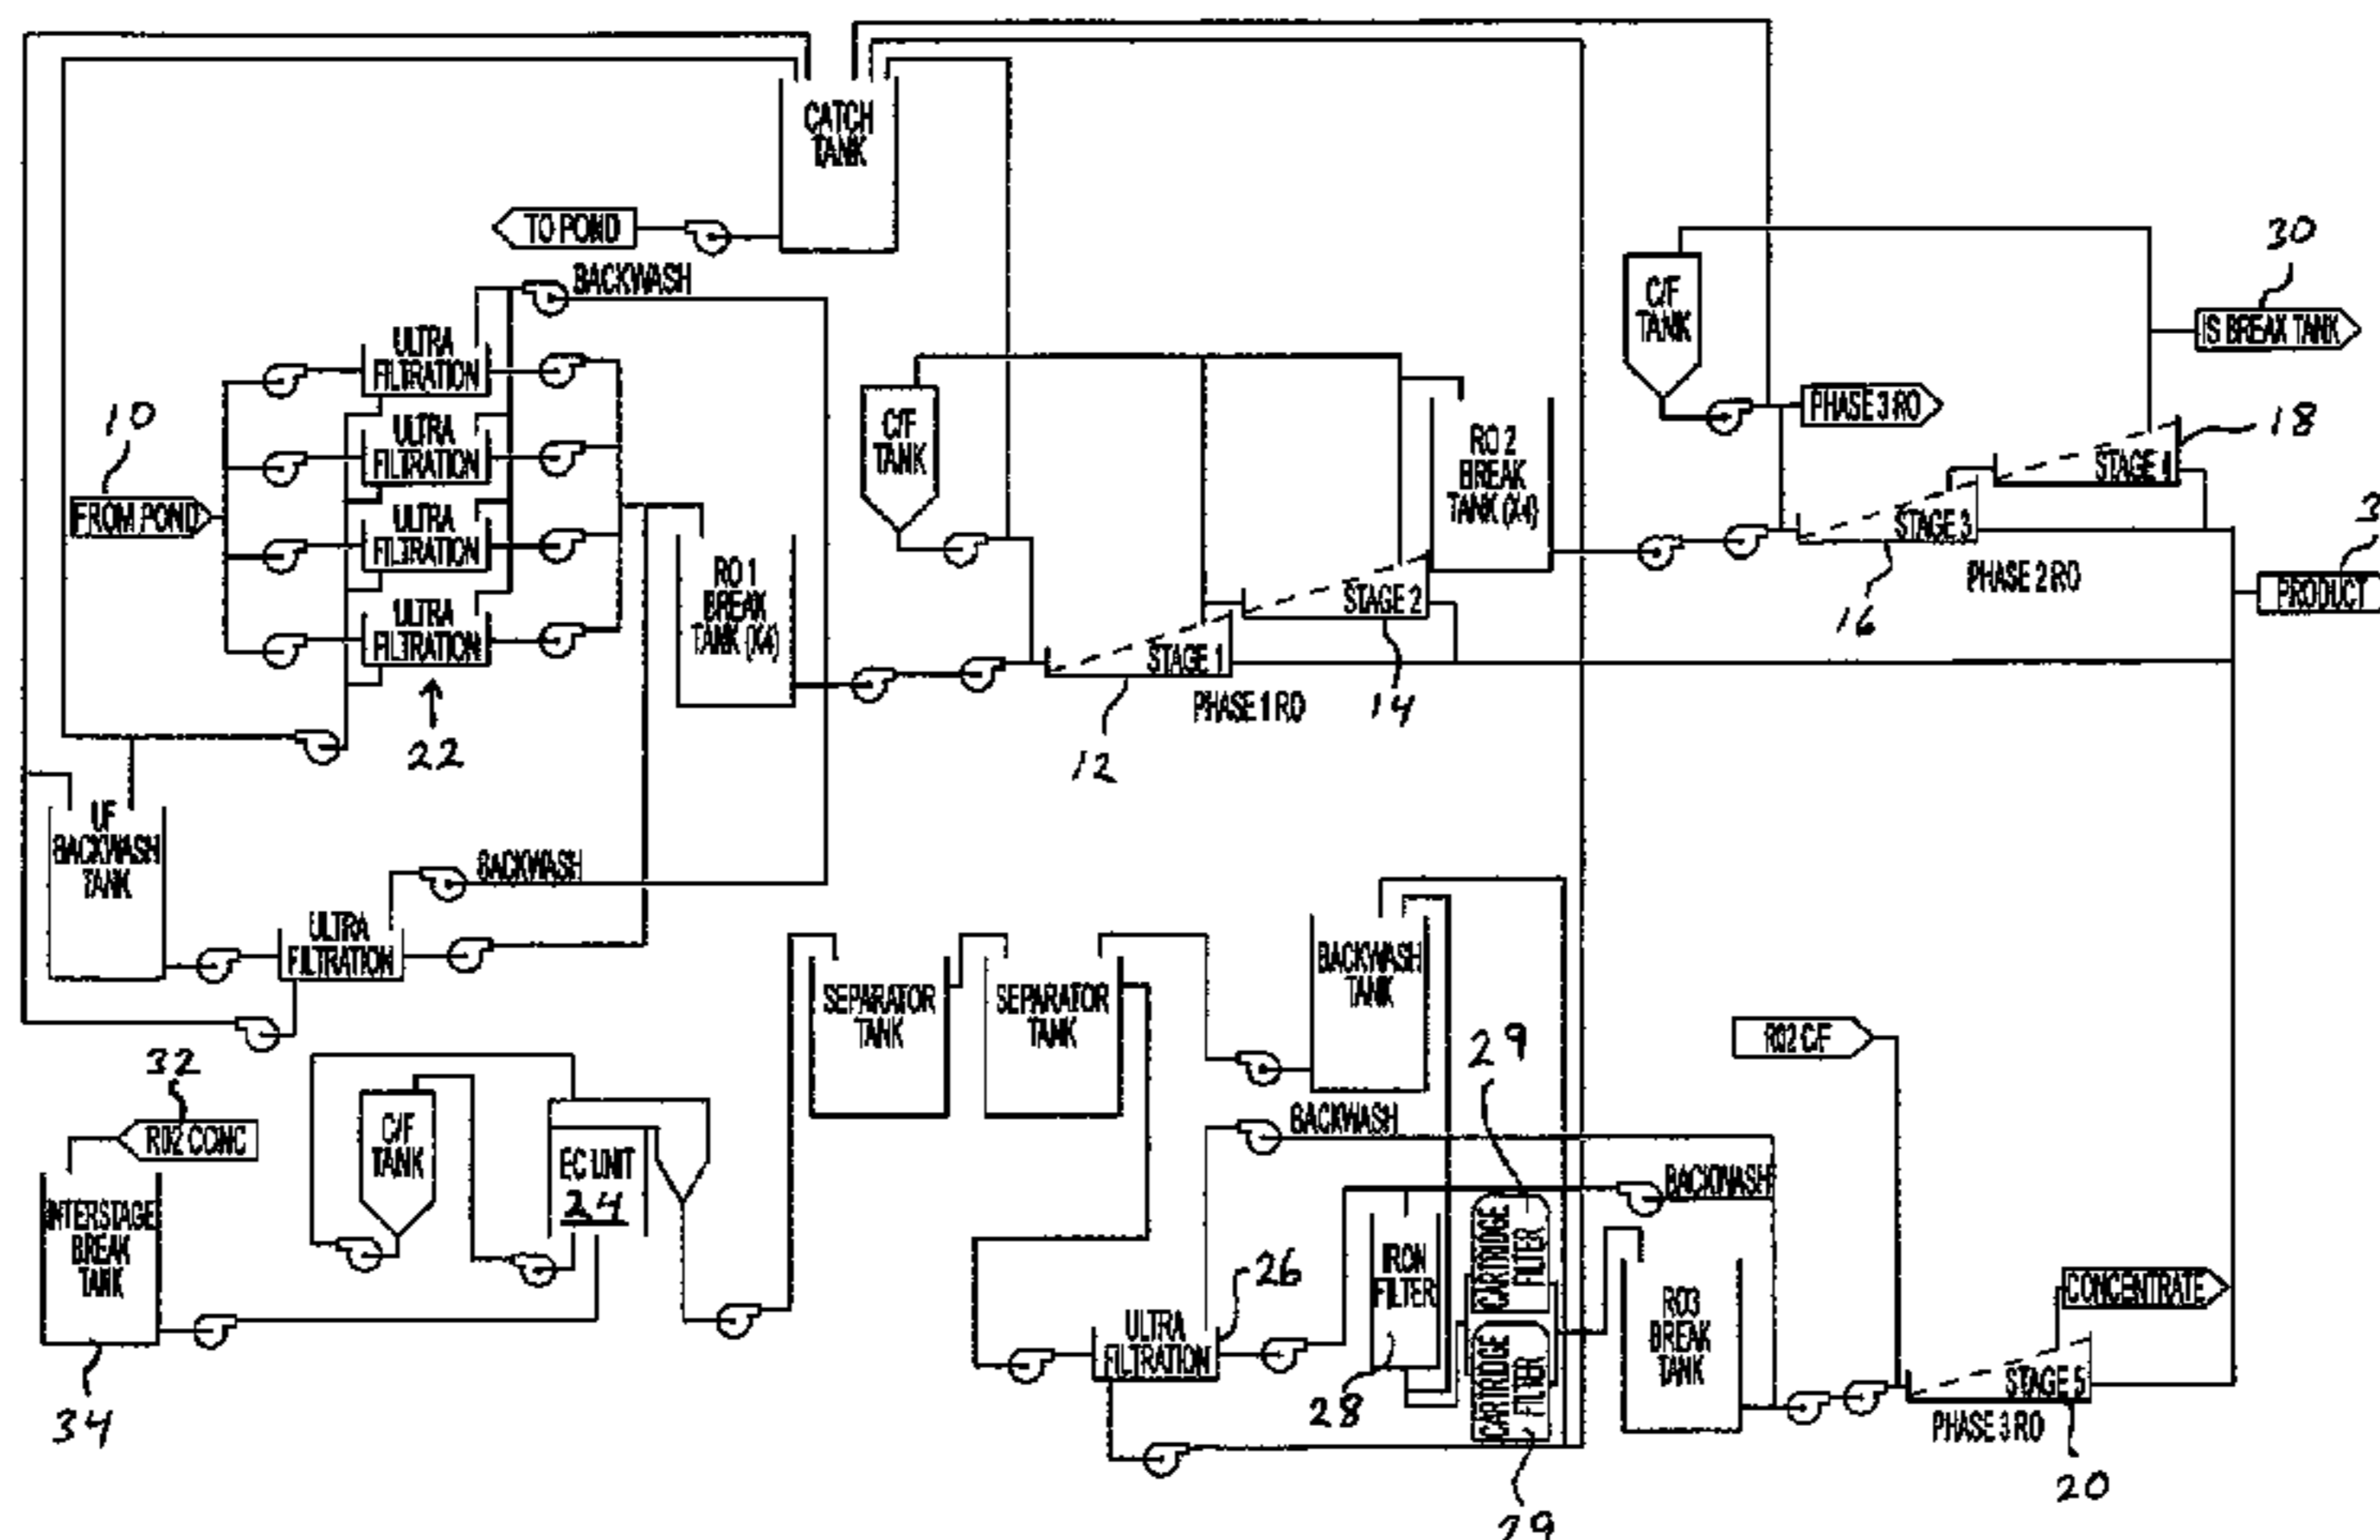 CATCH
TANK
TO POND
BACKWASH
30
C/F
TANK
IS BREAK TANK
ULTRA
FILTRATION
10
PHASE 3 RO
C/F
TANK
ULTRA
FILTRATION
RO 2
BREAK
TANK (X4)
18
STAGE 4
FROM POND
ULTRA
FILTRATION
STAGE 3
3
RO 1
BREAK
TANK (X4)
PHASE 2 RO
PRODUCT
STAGE 2
16
ULTRA
FILTRATION
STAGE 1
PHASE 1 RO
14
22
12
UF
BACKWASH
TANK
BACKWASH
ULTRA
FILTRATION
BACKWASH
TANK
SEPARATOR
TANK
SEPARATOR
TANK
29
R02 C/F
32
R02 CONC
C/F
TANK
EC UNIT
24
BACKWASH
BACKWASH
INTERSTAGE
BREAK
TANK
IRON
FILTER
CARTRIDGE
FILTER
26
RO3
BREAK
TANK
CONCENTRATE
ULTRA
FILTRATION
CARTRIDGE
FILTER
STAGE 5
34
28
PHASE 3 RO
20
29